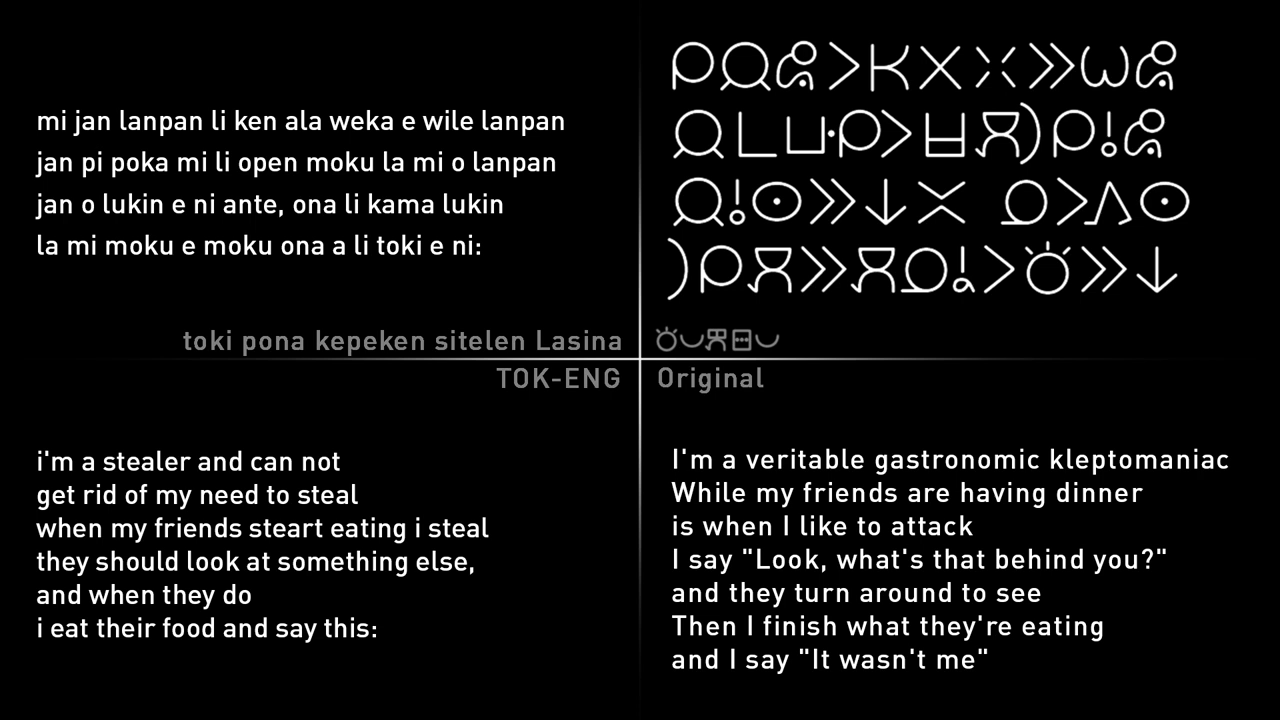 mi jan lanpan li ken ala weka e wile lanpan
jan pi poka mi li open moku la mi o lanpan
jan o lukin e ni ante, ona li kama lukin
la mi moku e moku ona a li toki e ni:
toki pona kepeken sitelen Lasina
TOK-ENG
Original
i'm a stealer and can not
get rid of my need to steal
when my friends steart eating i steal
they should look at something else,
and when they do
i eat their food and say this:
I'm a veritable gastronomic kleptomaniac
While my friends are having dinner
is when I like to attack
I say "Look, what's that behind you?"
and they turn around to see
Then I finish what they're eating
and I say "It wasn't me"